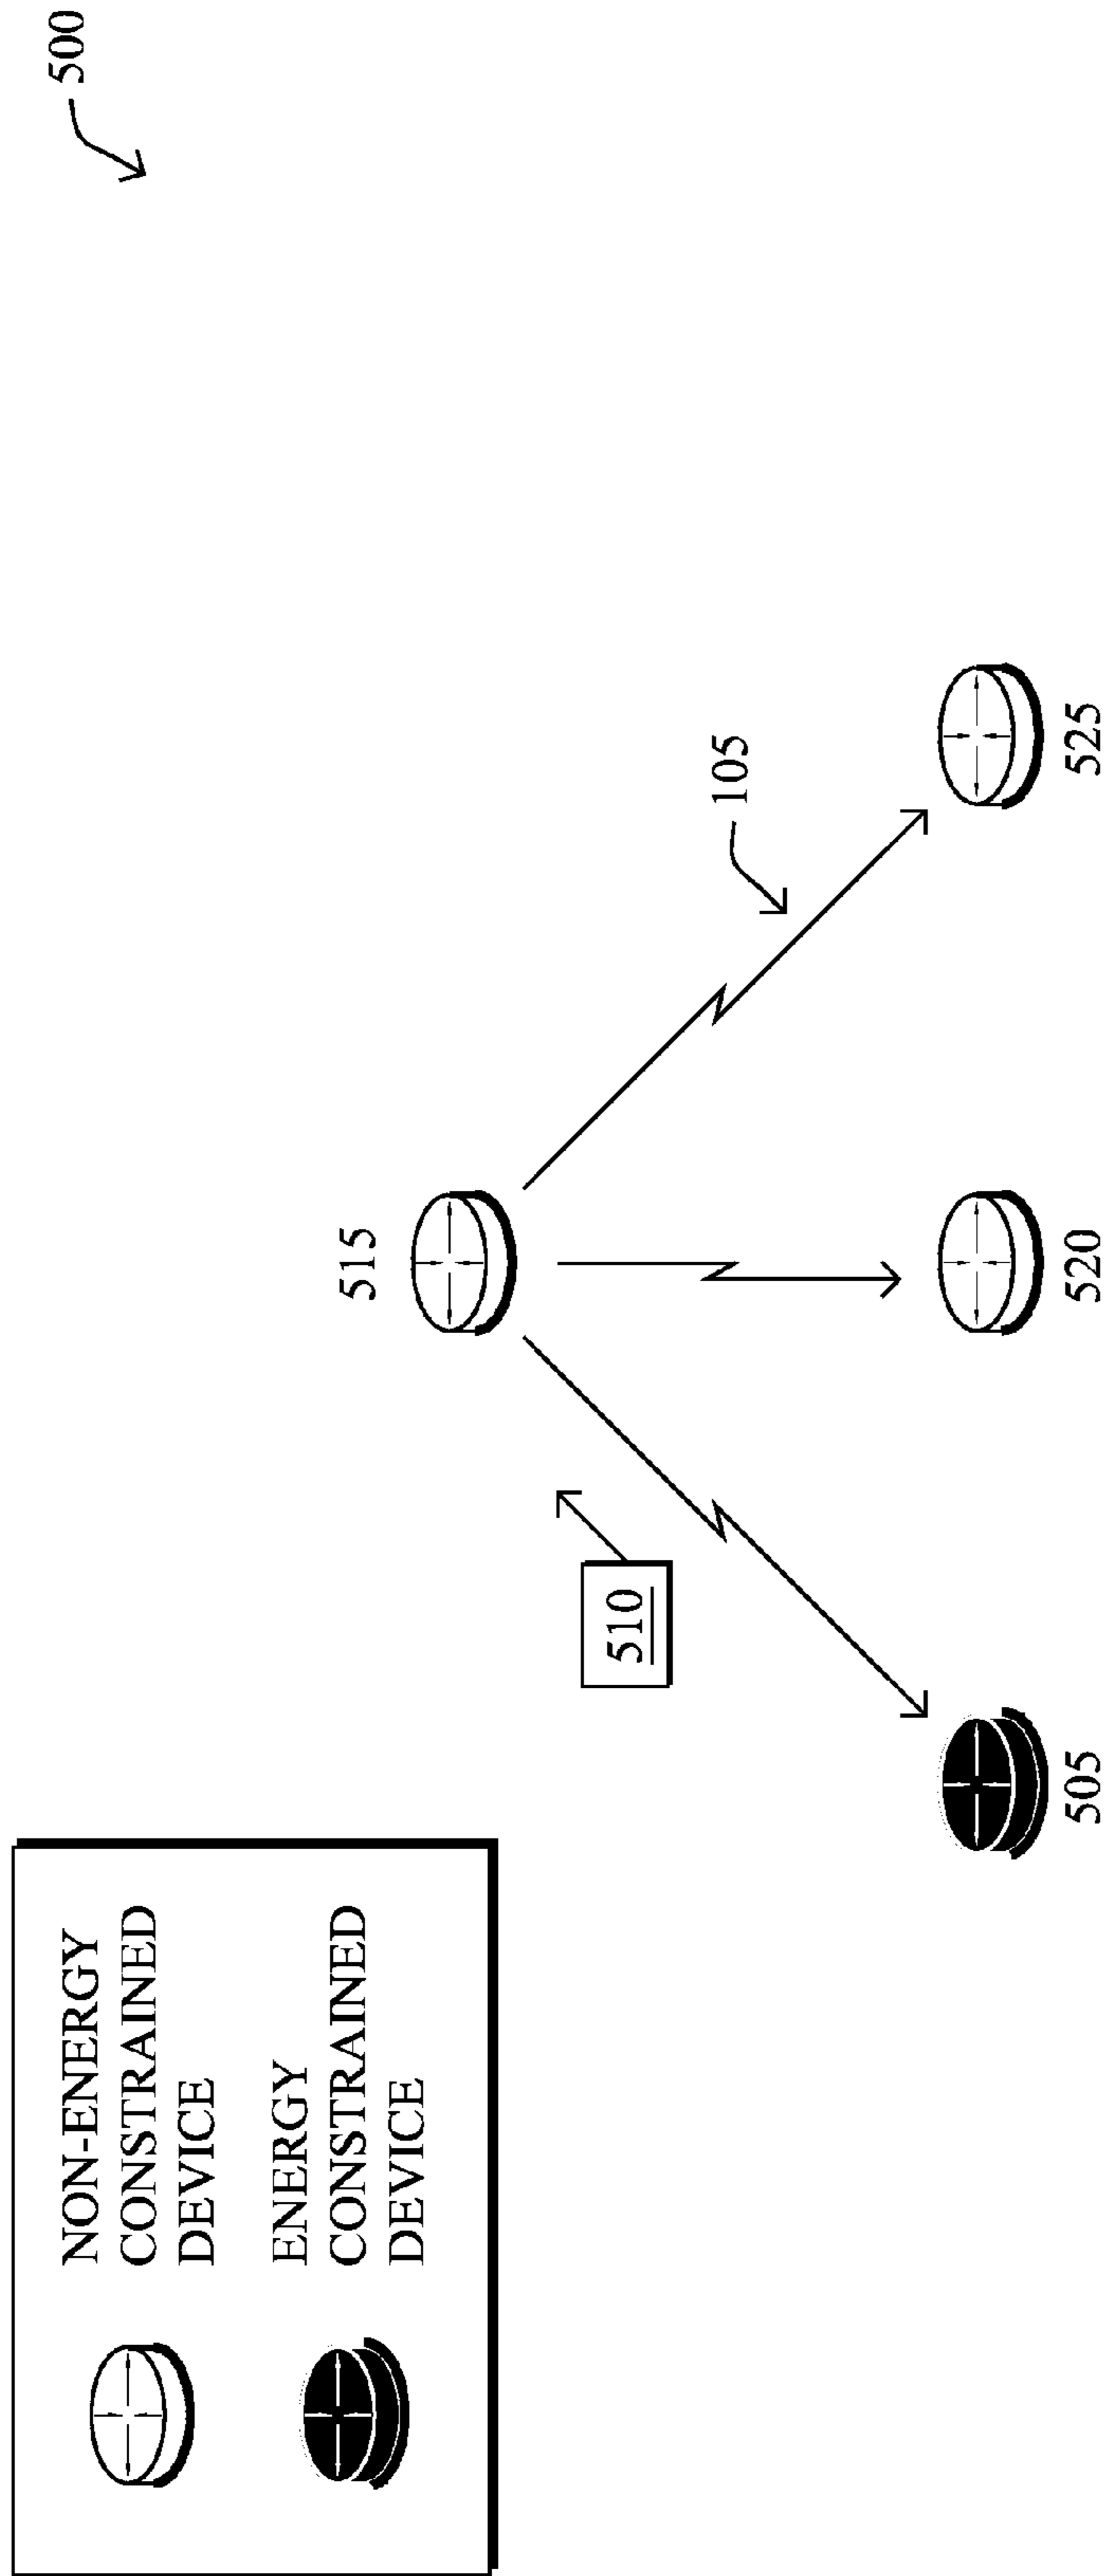 500
NON-ENERGY
CONSTRAINED
DEVICE
ENERGY
CONSTRAINED
DEVICE
515
510
105
505
520
525